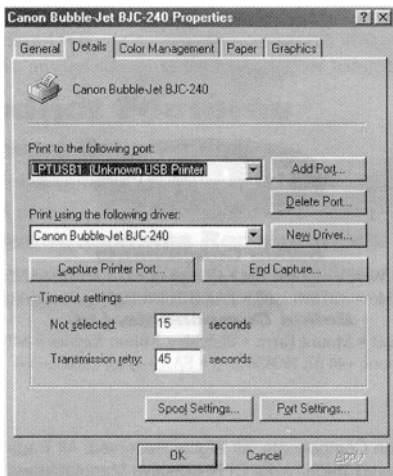 Canon Bubble-Jet BJC-240 Properties
General Details Color Management Paper Graphics
Canon Bubble-Jet BJC-240
Print to the following port:
LPTUSB1 (Unknown USB Printer) Add Port...
Delete Port...
Print using the following driver:
Canon Bubble-Jet BJC-240 New Driver...
Capture Printer Port... End Capture...
Timeout settings
Not selected: 15 seconds
Transmission retry: 45 seconds
Spool Settings... Port Settings...
OK Cancel Apply